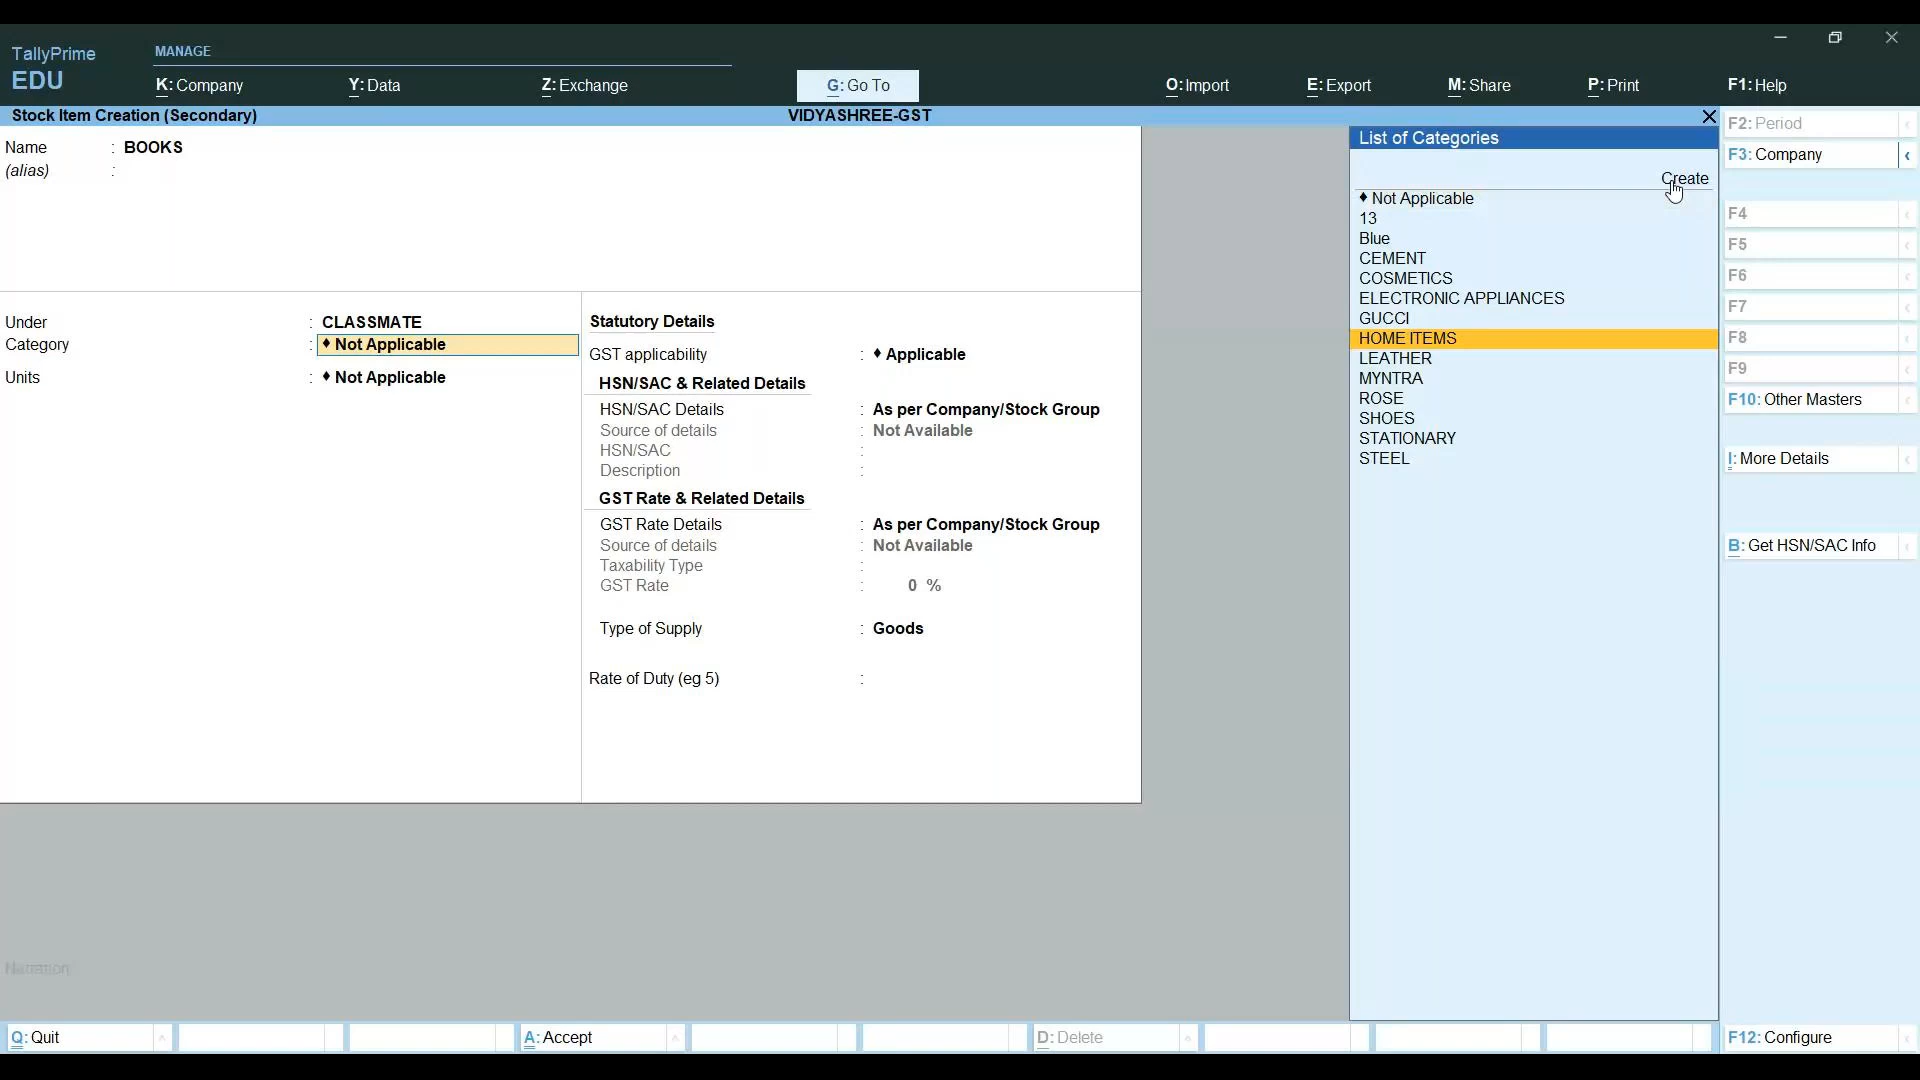 TallyPrime
EDU
MANAGE
K: Company
Y: Data
Z: Exchange
G: Go To
O: Import
E: Export
M: Share
P: Print
F1: Help
Stock Item Creation (Secondary)
VIDYASHREE-GST
Name : BOOKS
(alias) :
Under : CLASSMATE
Category : ♦ Not Applicable
Units : ♦ Not Applicable
Statutory Details
GST applicability : ♦ Applicable
HSN/SAC & Related Details
HSN/SAC Details : As per Company/Stock Group
Source of details : Not Available
HSN/SAC :
Description :
GST Rate & Related Details
GST Rate Details : As per Company/Stock Group
Source of details : Not Available
Taxability Type :
GST Rate : 0 %
Type of Supply : Goods
Rate of Duty (eg 5) :
Narration
List of Categories
Create
♦ Not Applicable
13
Blue
CEMENT
COSMETICS
ELECTRONIC APPLIANCES
GUCCI
HOME ITEMS
LEATHER
MYNTRA
ROSE
SHOES
STATIONARY
STEEL
F2: Period
F3: Company
F4
F5
F6
F7
F8
F9
F10: Other Masters
I: More Details
B: Get HSN/SAC Info
Q: Quit
A: Accept
D: Delete
F12: Configure